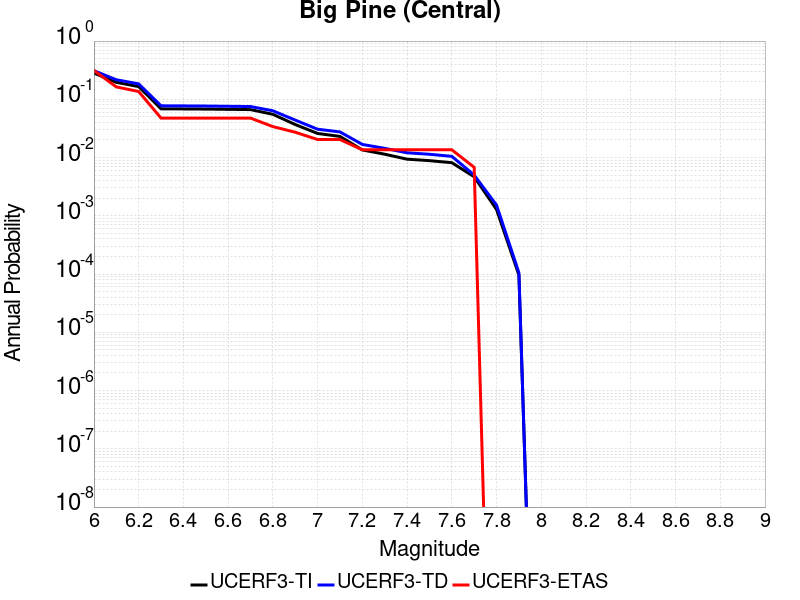 Big Pine (Central)
Annual Probability
10^0
10^-1
10^-2
10^-3
10^-4
10^-5
10^-6
10^-7
10^-8
6 6.2 6.4 6.6 6.8 7 7.2 7.4 7.6 7.8 8 8.2 8.4 8.6 8.8 9
Magnitude
UCERF3-TI UCERF3-TD UCERF3-ETAS